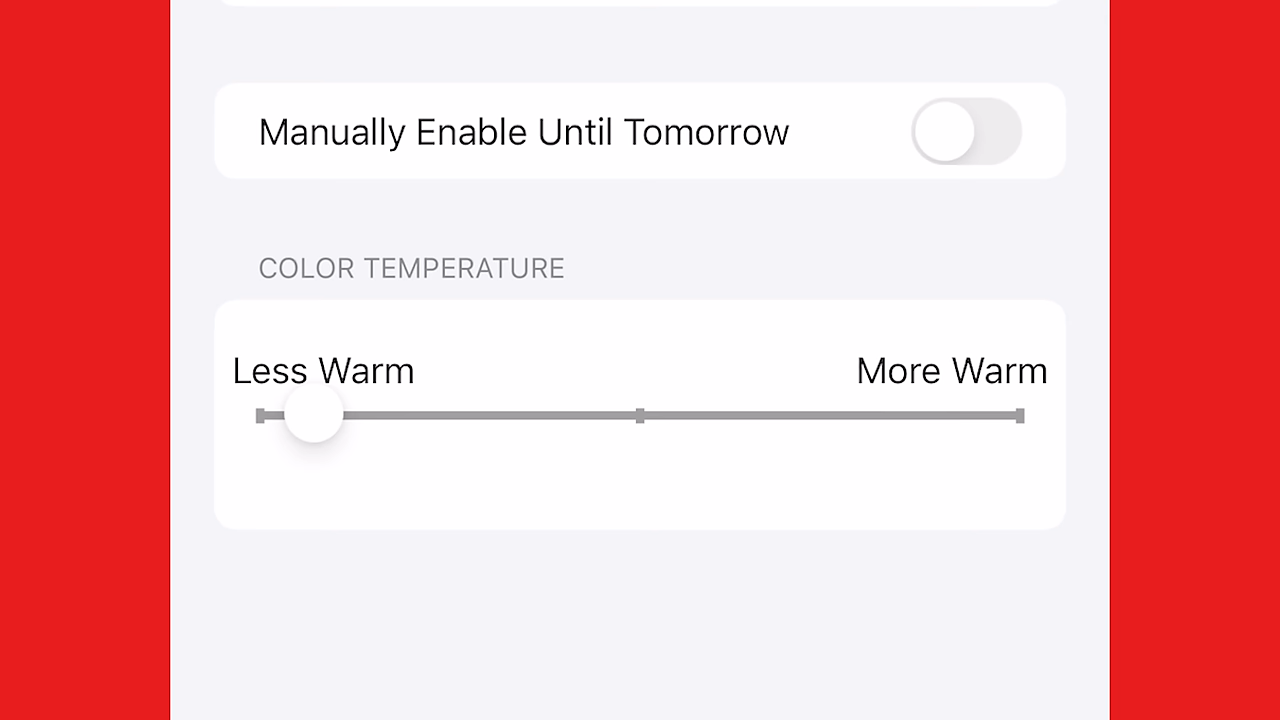 Manually Enable Until Tomorrow
COLOR TEMPERATURE
Less Warm More Warm